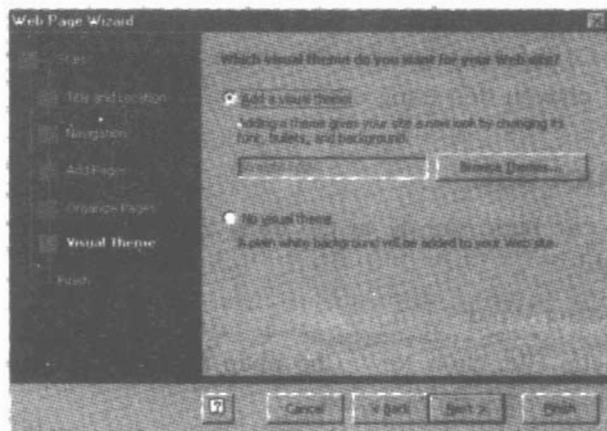 Web Page Wizard
Start
Title and Location
Navigation
Add Pages
Organize Pages
Visual Theme
Finish
Which visual theme do you want for your Web site?
Add a visual theme
Adding a theme gives your site a new look by changing its
font, bullets, and background.
Browse Themes...
No visual theme
A plain white background will be added to your Web site.
?
Cancel
< Back
Next >
Finish